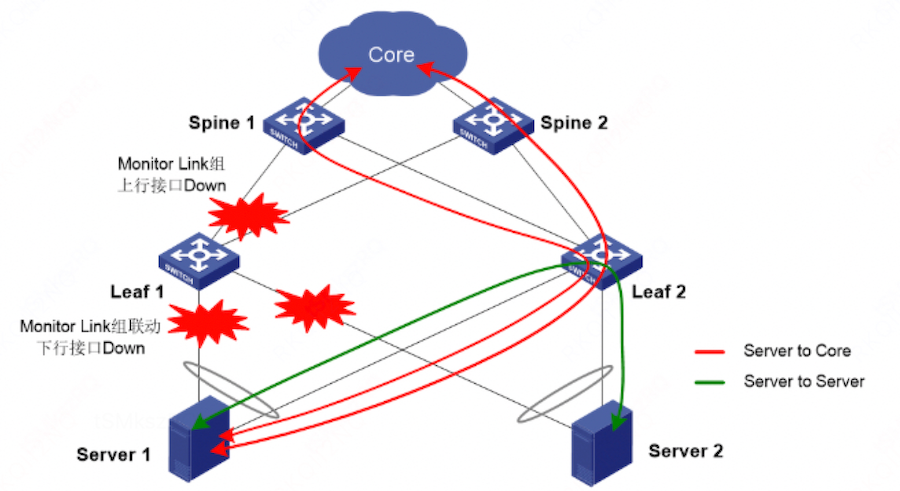 Core
Spine 1
SWITCH
SWITCH
Spine 2
Monitor Link组
上行接口Down
SWITCH
SWITCH
Leaf 1
Leaf 2
Monitor Link组联动
下行接口Down
Server to Core
Server to Server
Server 1
Server 2